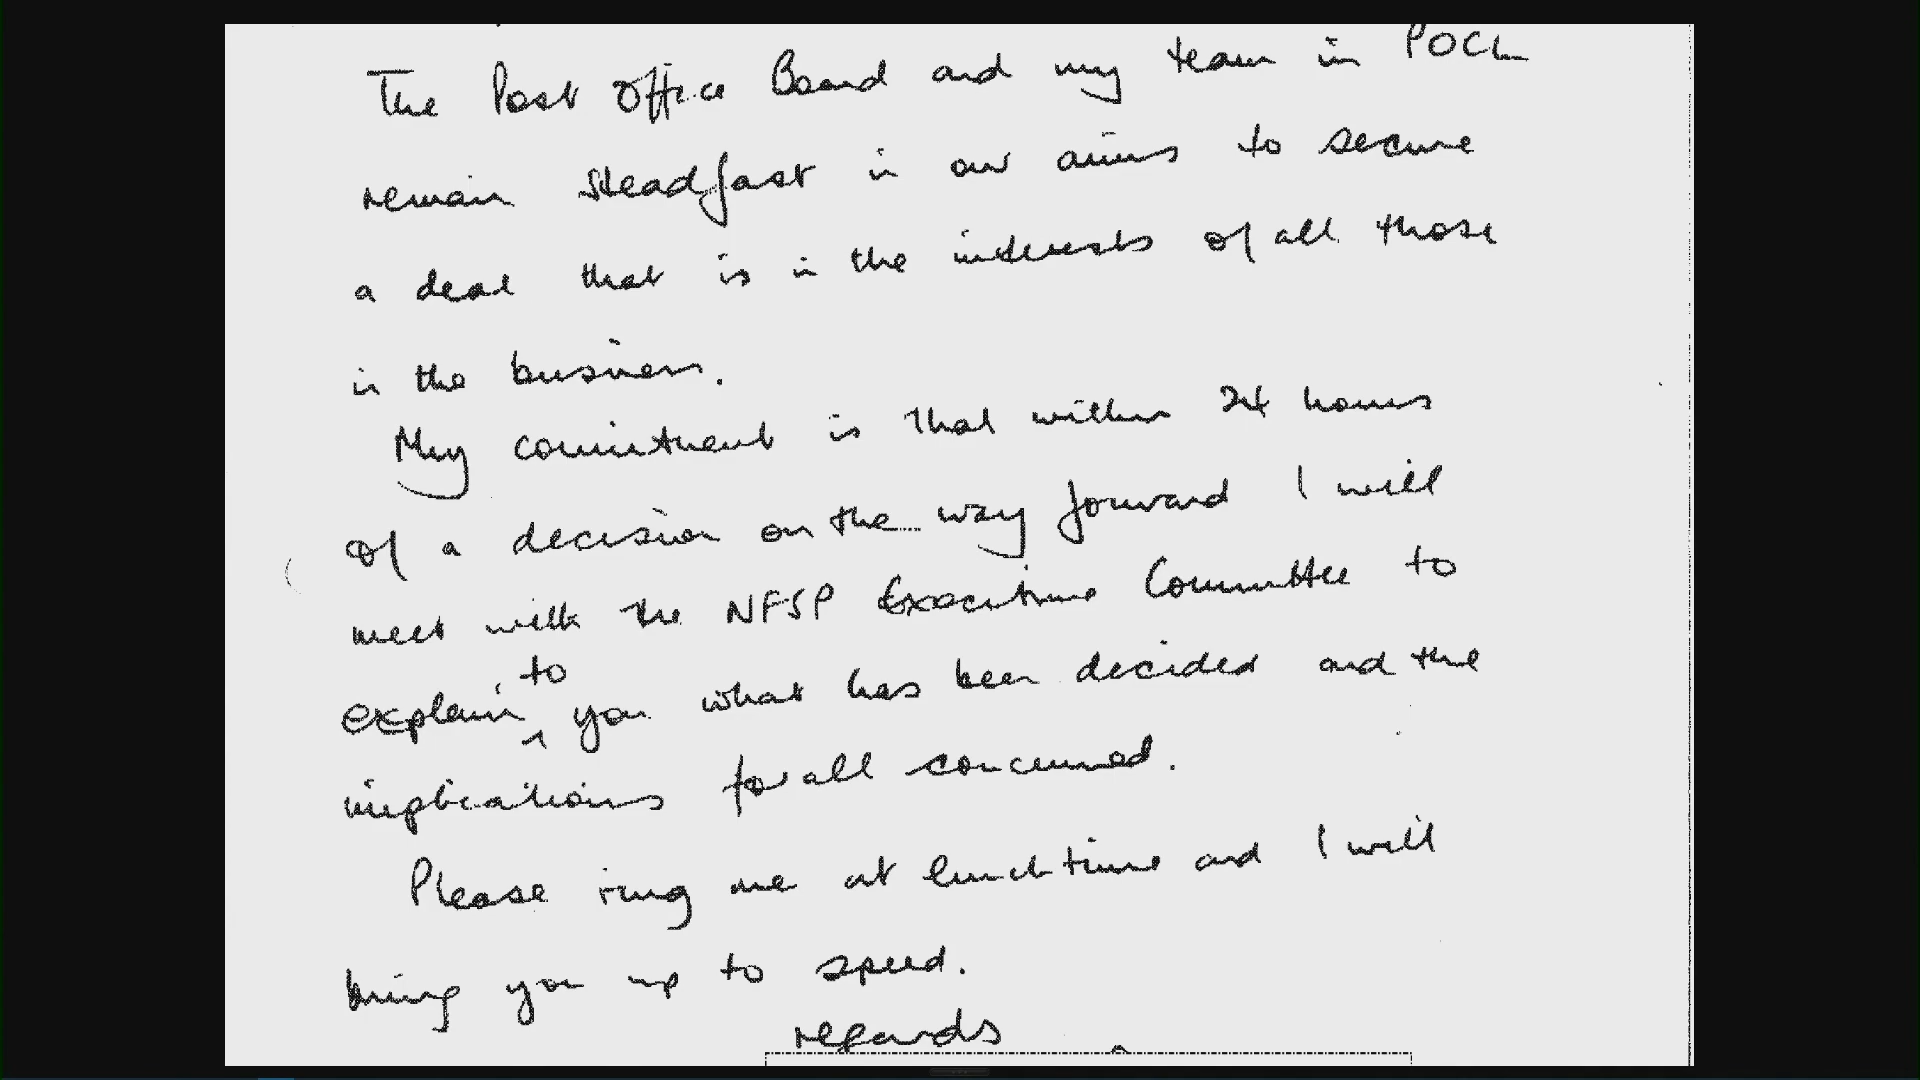 The Post Office Board and my team in POCL
remain steadfast in our aims to secure
a deal that is in the interests of all those
in the business.
My commitment is that within 24 hours
of a decision on the way forward I will
meet with the NFSP Executive Committee to
explain to you what has been decided and the
implications for all concerned.
Please ring me at lunchtime and I will
bring you up to speed.
regards